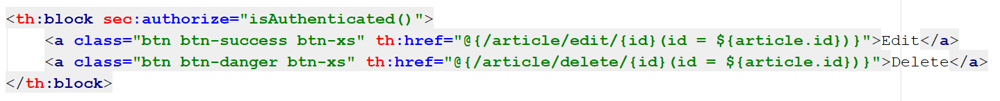 <th:block sec:authorize="isAuthenticated()">
    <a class="btn btn-success btn-xs" th:href="@{/article/edit/{id}(id = ${article.id})}">Edit</a>
    <a class="btn btn-danger btn-xs" th:href="@{/article/delete/{id}(id = ${article.id})}">Delete</a>
</th:block>